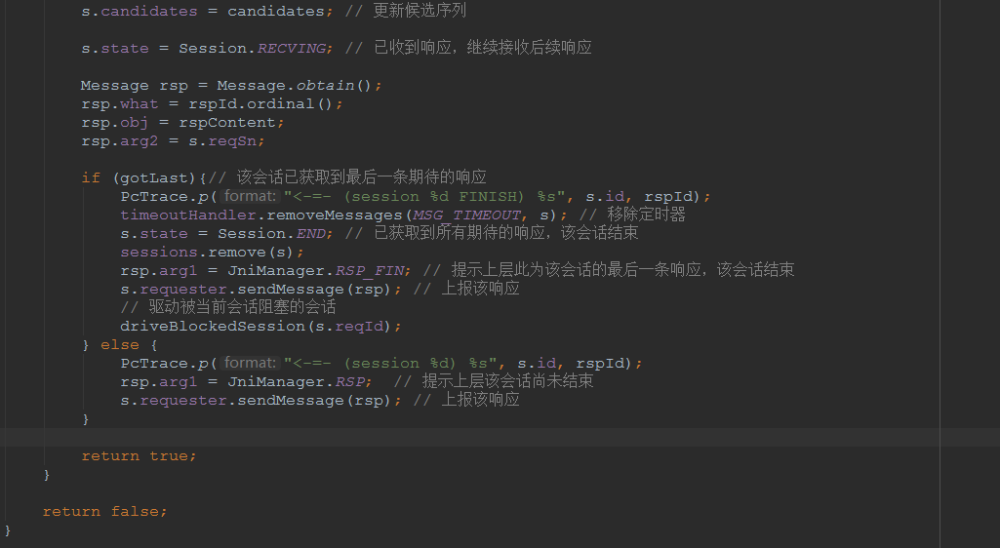 s.candidates = candidates; // 更新候选序列
s.state = Session.RECVING; // 已收到响应，继续接收后续响应
Message rsp = Message.obtain();
rsp.what = rspId.ordinal();
rsp.obj = rspContent;
rsp.arg2 = s.reqSn;
if (gotLast){// 该会话已获取到最后一条期待的响应
PcTrace.p( format: "<-=- (session %d FINISH) %s", s.id, rspId);
timeoutHandler.removeMessages(MSG_TIMEOUT, s); // 移除定时器
s.state = Session.END; // 已获取到所有期待的响应，该会话结束
sessions.remove(s);
rsp.arg1 = JniManager.RSP_FIN; // 提示上层此为该会话的最后一条响应，该会话结束
s.requester.sendMessage(rsp); // 上报该响应
// 驱动被当前会话阻塞的会话
driveBlockedSession(s.reqId);
} else {
PcTrace.p( format: "<-=- (session %d) %s", s.id, rspId);
rsp.arg1 = JniManager.RSP;  // 提示上层该会话尚未结束
s.requester.sendMessage(rsp); // 上报该响应
}
return true;
}
return false;
}